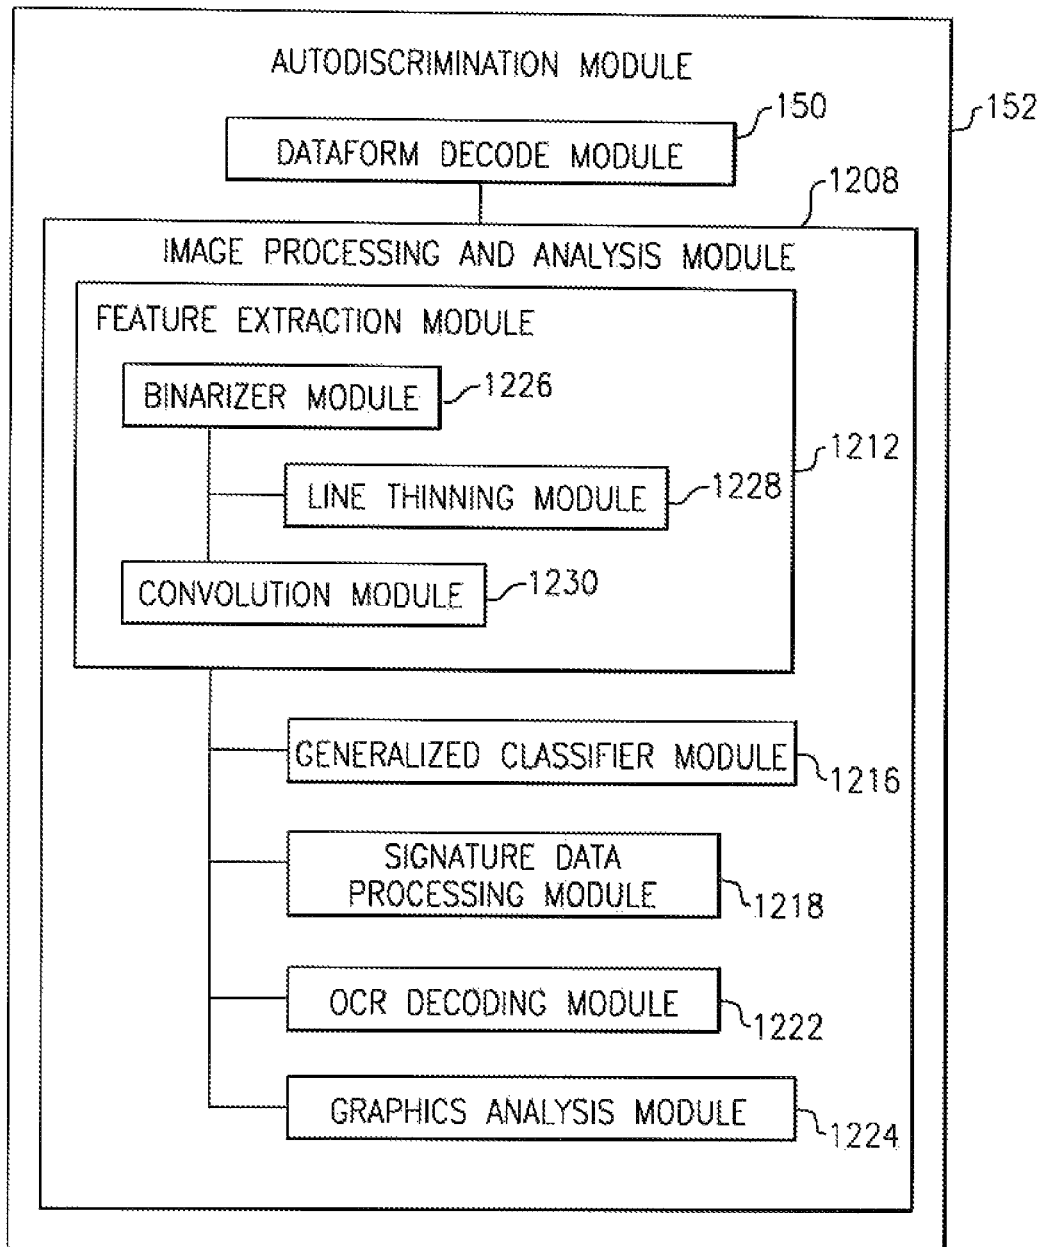 AUTODISCRIMINATION MODULE
150
152
DATAFORM DECODE MODULE
1208
IMAGE PROCESSING AND ANALYSIS MODULE
FEATURE EXTRACTION MODULE
BINARIZER MODULE
1226
1212
LINE THINNING MODULE
1228
CONVOLUTION MODULE
1230
GENERALIZED CLASSIFIER MODULE
1216
SIGNATURE DATA
PROCESSING MODULE
1218
OCR DECODING MODULE
1222
GRAPHICS ANALYSIS MODULE
1224